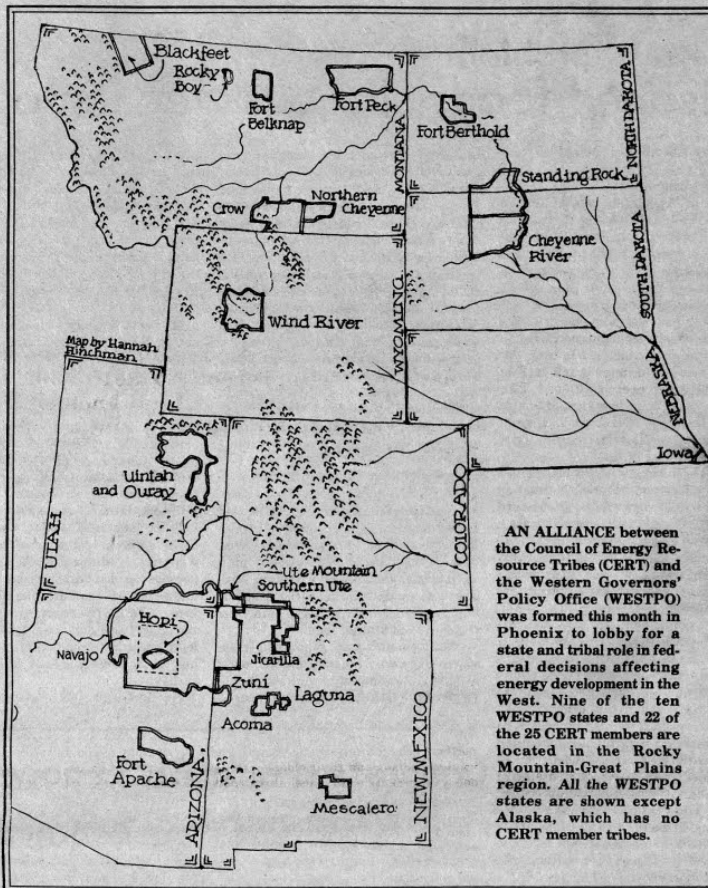 Blackfeet
Rocky
Boy
Fort
Belknap
Fort Peck
MONTANA
Fort Berthold
NORTH DAKOTA
Standing Rock
Crow
Northern
Cheyenne
Cheyenne
River
SOUTH DAKOTA
Wind River
WYOMING
Map by Hannah
Hinchman
NEBRASKA
Iowa
Uintah
and Ouray
UTAH
COLORADO
Ute Mountain
Southern Ute
Hopi
Navajo
Jicarilla
Zuni
Laguna
Acoma
Fort
Apache
ARIZONA
Mescalero
NEW MEXICO
AN ALLIANCE between
the Council of Energy Re-
source Tribes (CERT) and
the Western Governors'
Policy Office (WESTPO)
was formed this month in
Phoenix to lobby for a
state and tribal role in fed-
eral decisions affecting
energy development in the
West. Nine of the ten
WESTPO states and 22 of
the 25 CERT members are
located in the Rocky
Mountain-Great Plains
region. All the WESTPO
states are shown except
Alaska, which has no
CERT member tribes.